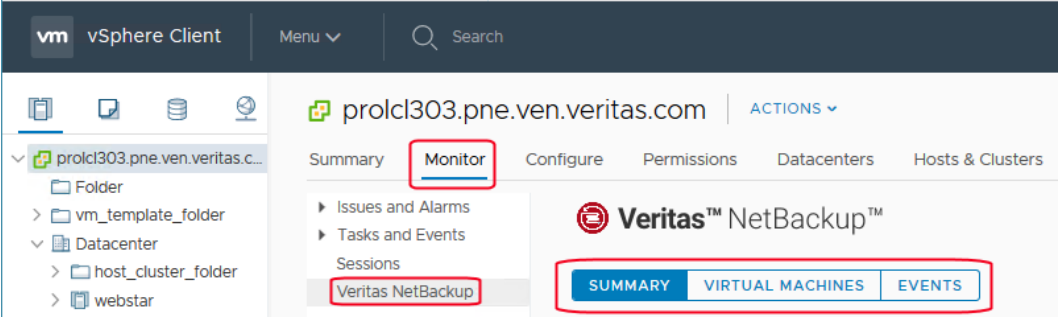 vm vSphere Client Menu Search
prolcl303.pne.ven.veritas.com ACTIONS
prolcl303.pne.ven.veritas.c...
Folder
vm_template_folder
Datacenter
host_cluster_folder
webstar
Summary Monitor Configure Permissions Datacenters Hosts & Clusters
Issues and Alarms
Tasks and Events
Sessions
Veritas NetBackup
Veritas™ NetBackup™
SUMMARY VIRTUAL MACHINES EVENTS